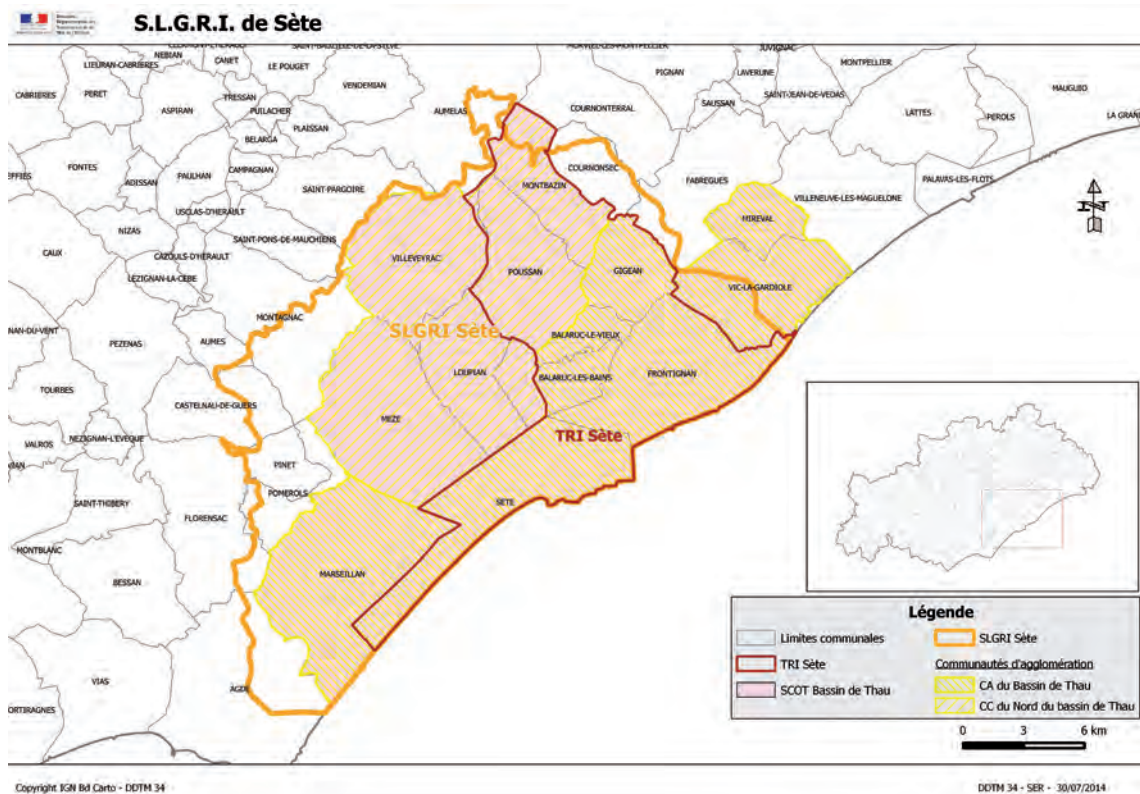 S.L.G.R.I. de Sète
CABRIERES
LIEURAN-CABRIERES
PERET
NEBIAN
CANET
LE POUGET
VENDEMIAN
ASPIRAN
TRESSAN
PUILACHER
PLAISSAN
BELARGA
AUMELAS
COURNONTERRAL
PIGNAN
LAVERUNE
JUVIGNAC
MONTPELLIER
SAINT-JEAN-DE-VEDAS
SAUSSAN
LATTES
PEROLS
MAUGUIO
LA GRAN
FONTES
ADISSAN
PAULHAN
CAMPAGNAN
SAINT-PARGOIRE
USCLAS-D'HERAULT
NIZAS
CAUX
CAZOULS-D'HERAULT
LEZIGNAN-LA-CEBE
SAINT-PONS-DE-MAUCHIENS
MONTBAZIN
COURNONSEC
FABREGUES
PALAVAS-LES-FLOTS
VILLENEUVE-LES-MAGUELONE
MIREVAL
VILLEVEYRAC
POUSSAN
GIGEAN
VIC-LA-GARDIOLE
MONTAGNAC
AUMES
PEZENAS
TOURBES
CASTELNAU-DE-GUERS
SLGRI Sète
LOUPIAN
BALARUC-LE-VIEUX
BALARUC-LES-BAINS
FRONTIGNAN
MEZE
TRI Sète
SETE
VALROS
NEZIGNAN-L'EVEQUE
PINET
POMEROLS
SAINT-THIBERY
FLORENSAC
MONTBLANC
BESSAN
MARSEILLAN
VIAS
AGDE
Légende
Limites communales
SLGRI Sète
TRI Sète
Communautés d'agglomération
SCOT Bassin de Thau
CA du Bassin de Thau
CC du Nord du bassin de Thau
0 3 6 km
Copyright IGN Bd Carto - DDTM 34
DDTM 34 - SER - 30/07/2014